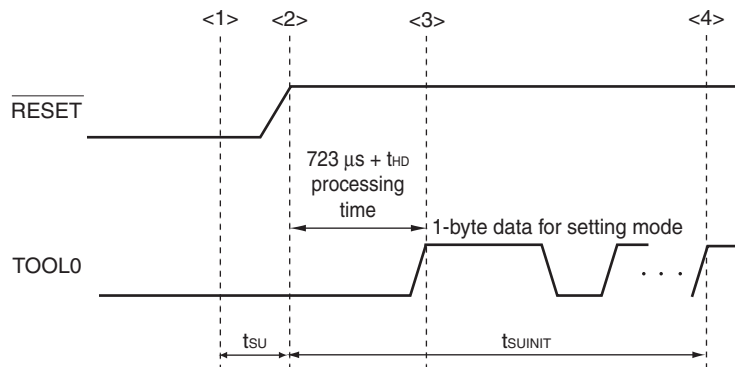 <1> <2> <3> <4>
RESET
723 μs + tHD
processing
time
1-byte data for setting mode
TOOL0
. . .
tSU tSUINIT